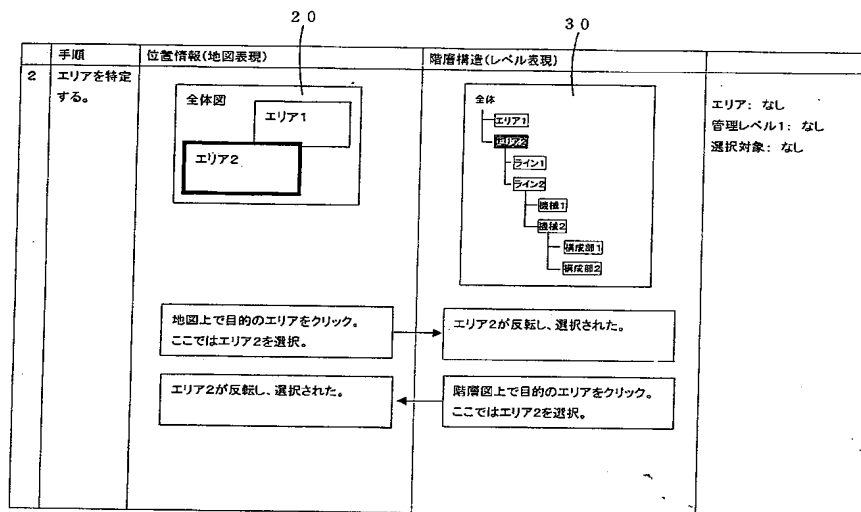 20
30
手順
位置情報(地図表現)
階層構造(レベル表現)
2
エリアを特定
する。
全体図
エリア1
エリア2
全体
エリア1
エリア2
ライン1
ライン2
機械1
機械2
構成部1
構成部2
エリア: なし
管理レベル1: なし
選択対象: なし
地図上で目的のエリアをクリック。
ここではエリア2を選択。
エリア2が反転し、選択された。
エリア2が反転し、選択された。
階層図上で目的のエリアをクリック。
ここではエリア2を選択。